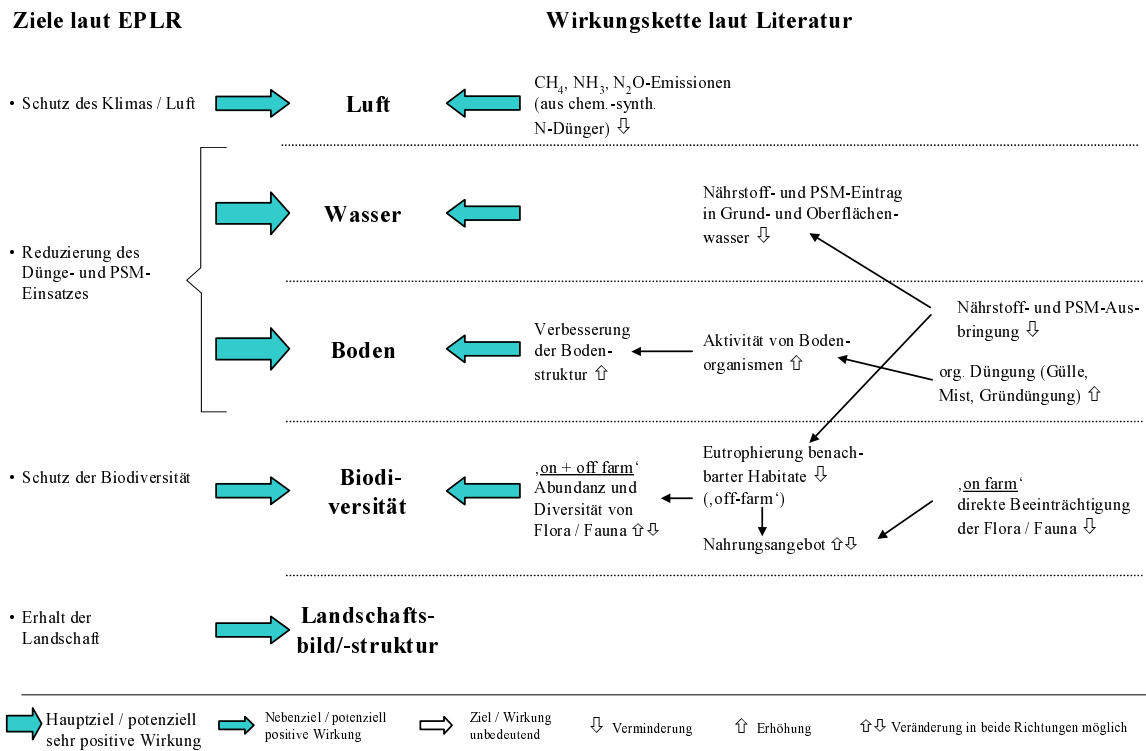 Ziele laut EPLR
Wirkungskette laut Literatur
• Schutz des Klimas / Luft
Luft
CH₄, NH₃, N₂O-Emissionen
(aus chem.-synth.
N-Dünger) ⇩
• Reduzierung des
Dünge- und PSM-
Einsatzes
Wasser
Nährstoff- und PSM-Eintrag
in Grund- und Oberflächen-
wasser ⇩
Boden
Verbesserung
der Boden-
struktur ⇧
Aktivität von Boden-
organismen ⇧
Nährstoff- und PSM-Aus-
bringung ⇩
org. Düngung (Gülle,
Mist, Gründüngung) ⇧
• Schutz der Biodiversität
Biodi-
versität
‚on + off farm‘
Abundanz und
Diversität von
Flora / Fauna ⇧⇩
Eutrophierung benach-
barter Habitate ⇩
(‚off-farm‘)
Nahrungsangebot ⇧⇩
‚on farm‘
direkte Beeinträchtigung
der Flora / Fauna ⇩
• Erhalt der
Landschaft
Landschafts-
bild/-struktur
Hauptziel / potenziell
sehr positive Wirkung
Nebenziel / potenziell
positive Wirkung
Ziel / Wirkung
unbedeutend
⇩ Verminderung
⇧ Erhöhung
⇧⇩ Veränderung in beide Richtungen möglich